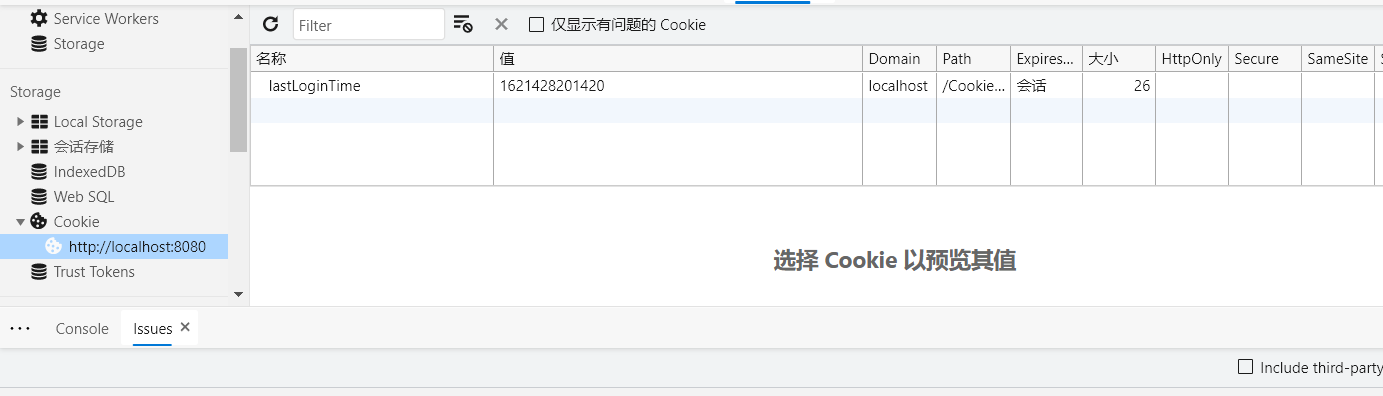 Service Workers
Storage
Storage
Local Storage
会话存储
IndexedDB
Web SQL
Cookie
http://localhost:8080
Trust Tokens
Filter
仅显示有问题的 Cookie
名称 值 Domain Path Expires... 大小 HttpOnly Secure SameSite
lastLoginTime 1621428201420 localhost /Cookie... 会话 26
选择 Cookie 以预览其值
Console Issues
Include third-party